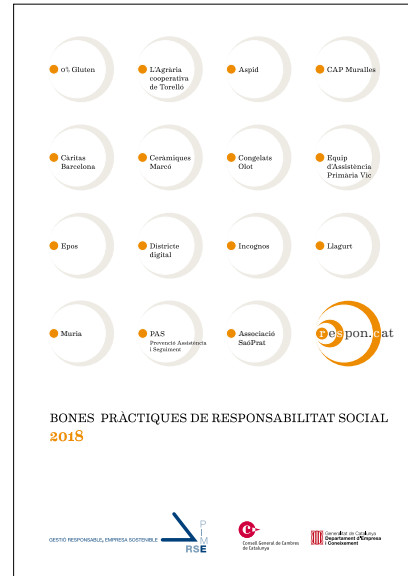 0% Gluten
L'Agrària
cooperativa
de Torelló
Aspid
CAP Muralles
Càritas
Barcelona
Ceràmiques
Marcó
Congelats
Olot
Equip
d'Assistència
Primària Vic
Epos
Districte
digital
Incognos
Llagurt
Muria
PAS
Prevenció Assistència
i Seguiment
Associació
SaóPrat
respon.cat
BONES PRÀCTIQUES DE RESPONSABILITAT SOCIAL
2018
GESTIÓ RESPONSABLE, EMPRESA SOSTENIBLE
PIM
RSE
Consell General de Cambres
de Catalunya
Generalitat de Catalunya
Departament d'Empresa
i Coneixement